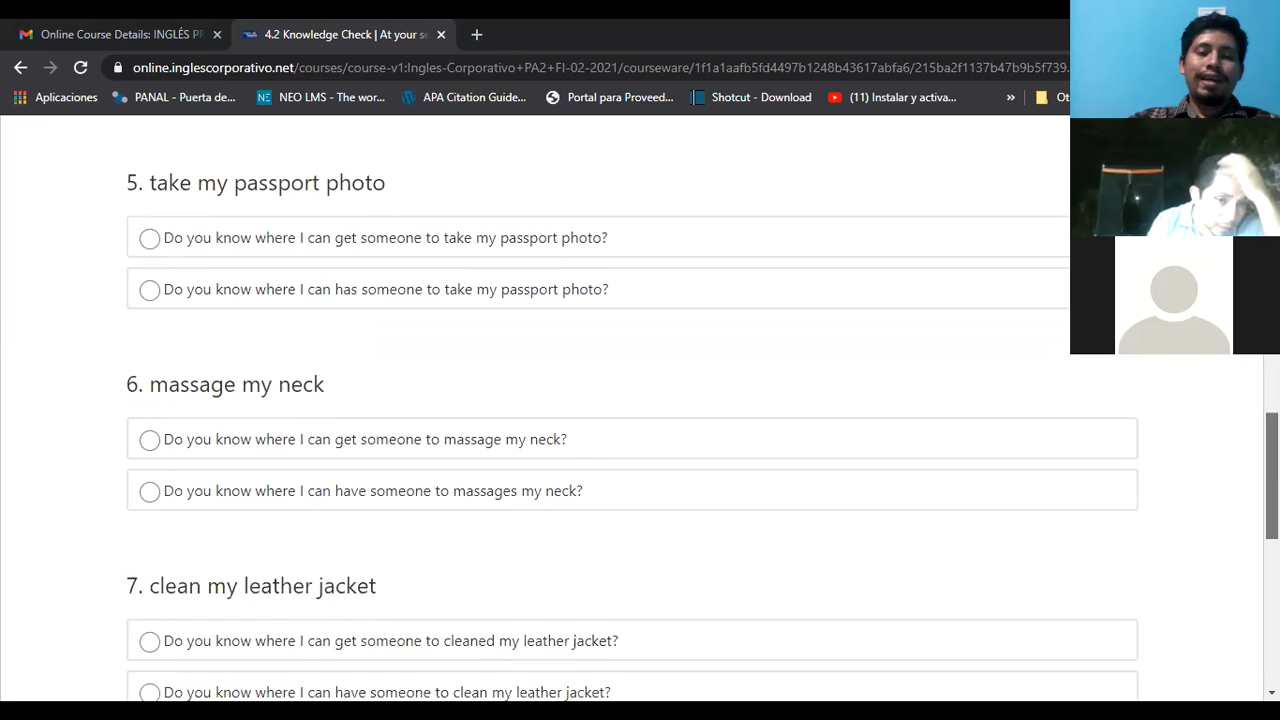 Online Course Details: INGLÉS PR
4.2 Knowledge Check | At your se
online.inglescorporativo.net/courses/course-v1:Ingles-Corporativo+PA2+FI-02-2021/courseware/1f1a1aafb5fd4497b1248b43617abfa6/215ba2f1137b47b9b5f739.
Aplicaciones PANAL - Puerta de... NEO LMS - The wor... APA Citation Guide... Portal para Proveed... Shotcut - Download (11) Instalar y activa... » Ot
5. take my passport photo
Do you know where I can get someone to take my passport photo?
Do you know where I can has someone to take my passport photo?
6. massage my neck
Do you know where I can get someone to massage my neck?
Do you know where I can have someone to massages my neck?
7. clean my leather jacket
Do you know where I can get someone to cleaned my leather jacket?
Do you know where I can have someone to clean my leather jacket?